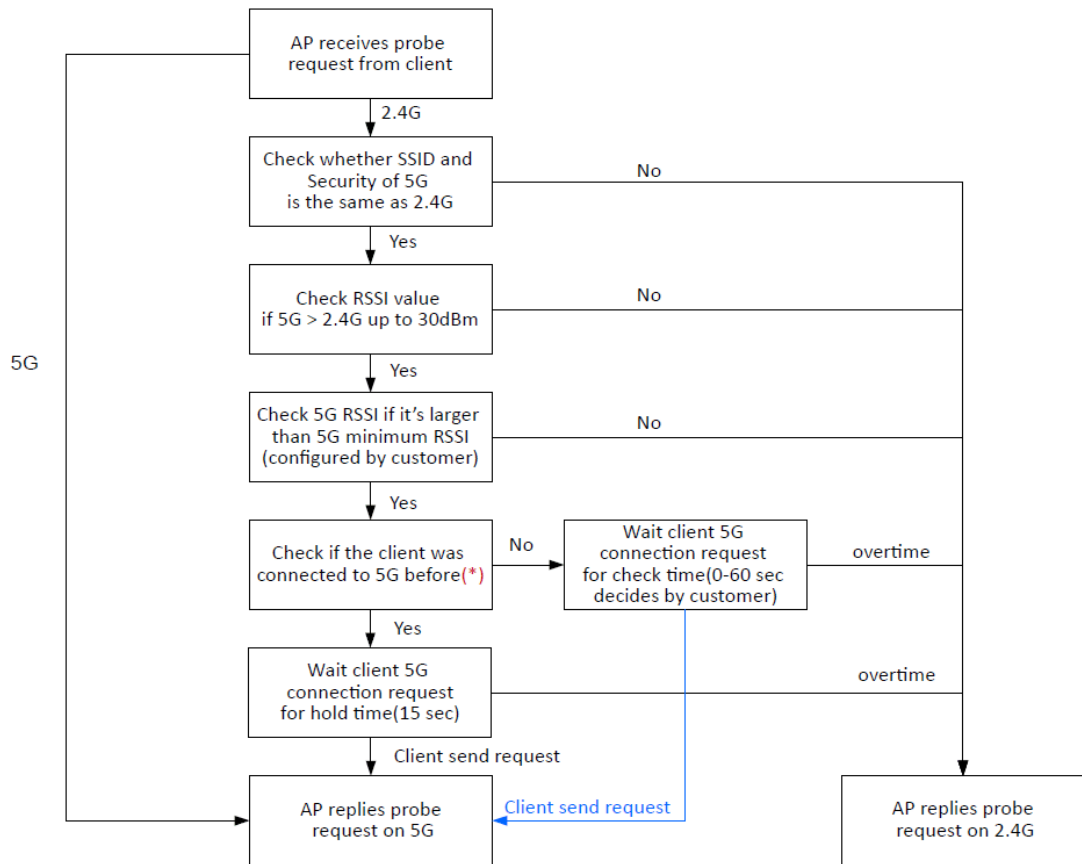 AP receives probe
request from client
2.4G
Check whether SSID and
Security of 5G
is the same as 2.4G
No
Yes
Check RSSI value
if 5G > 2.4G up to 30dBm
No
5G
Yes
Check 5G RSSI if it's larger
than 5G minimum RSSI
(configured by customer)
No
Yes
Check if the client was
connected to 5G before(*)
No
Wait client 5G
connection request
for check time(0-60 sec
decides by customer)
overtime
Yes
Wait client 5G
connection request
for hold time(15 sec)
overtime
Client send request
AP replies probe
request on 5G
Client send request
AP replies probe
request on 2.4G